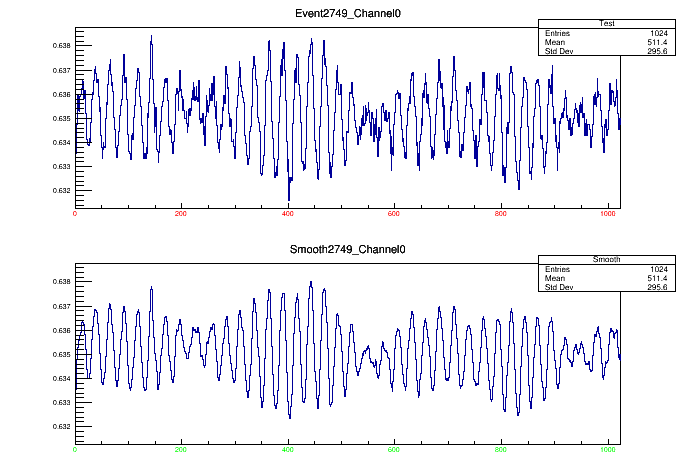 Event2749_Channel0
Test
Entries 1024
Mean 511.4
Std Dev 295.6
0.638
0.637
0.636
0.635
0.634
0.633
0.632
0 200 400 600 800 1000
Smooth2749_Channel0
Smooth
Entries 1024
Mean 511.4
Std Dev 295.6
0.638
0.637
0.636
0.635
0.634
0.633
0.632
0 200 400 600 800 1000